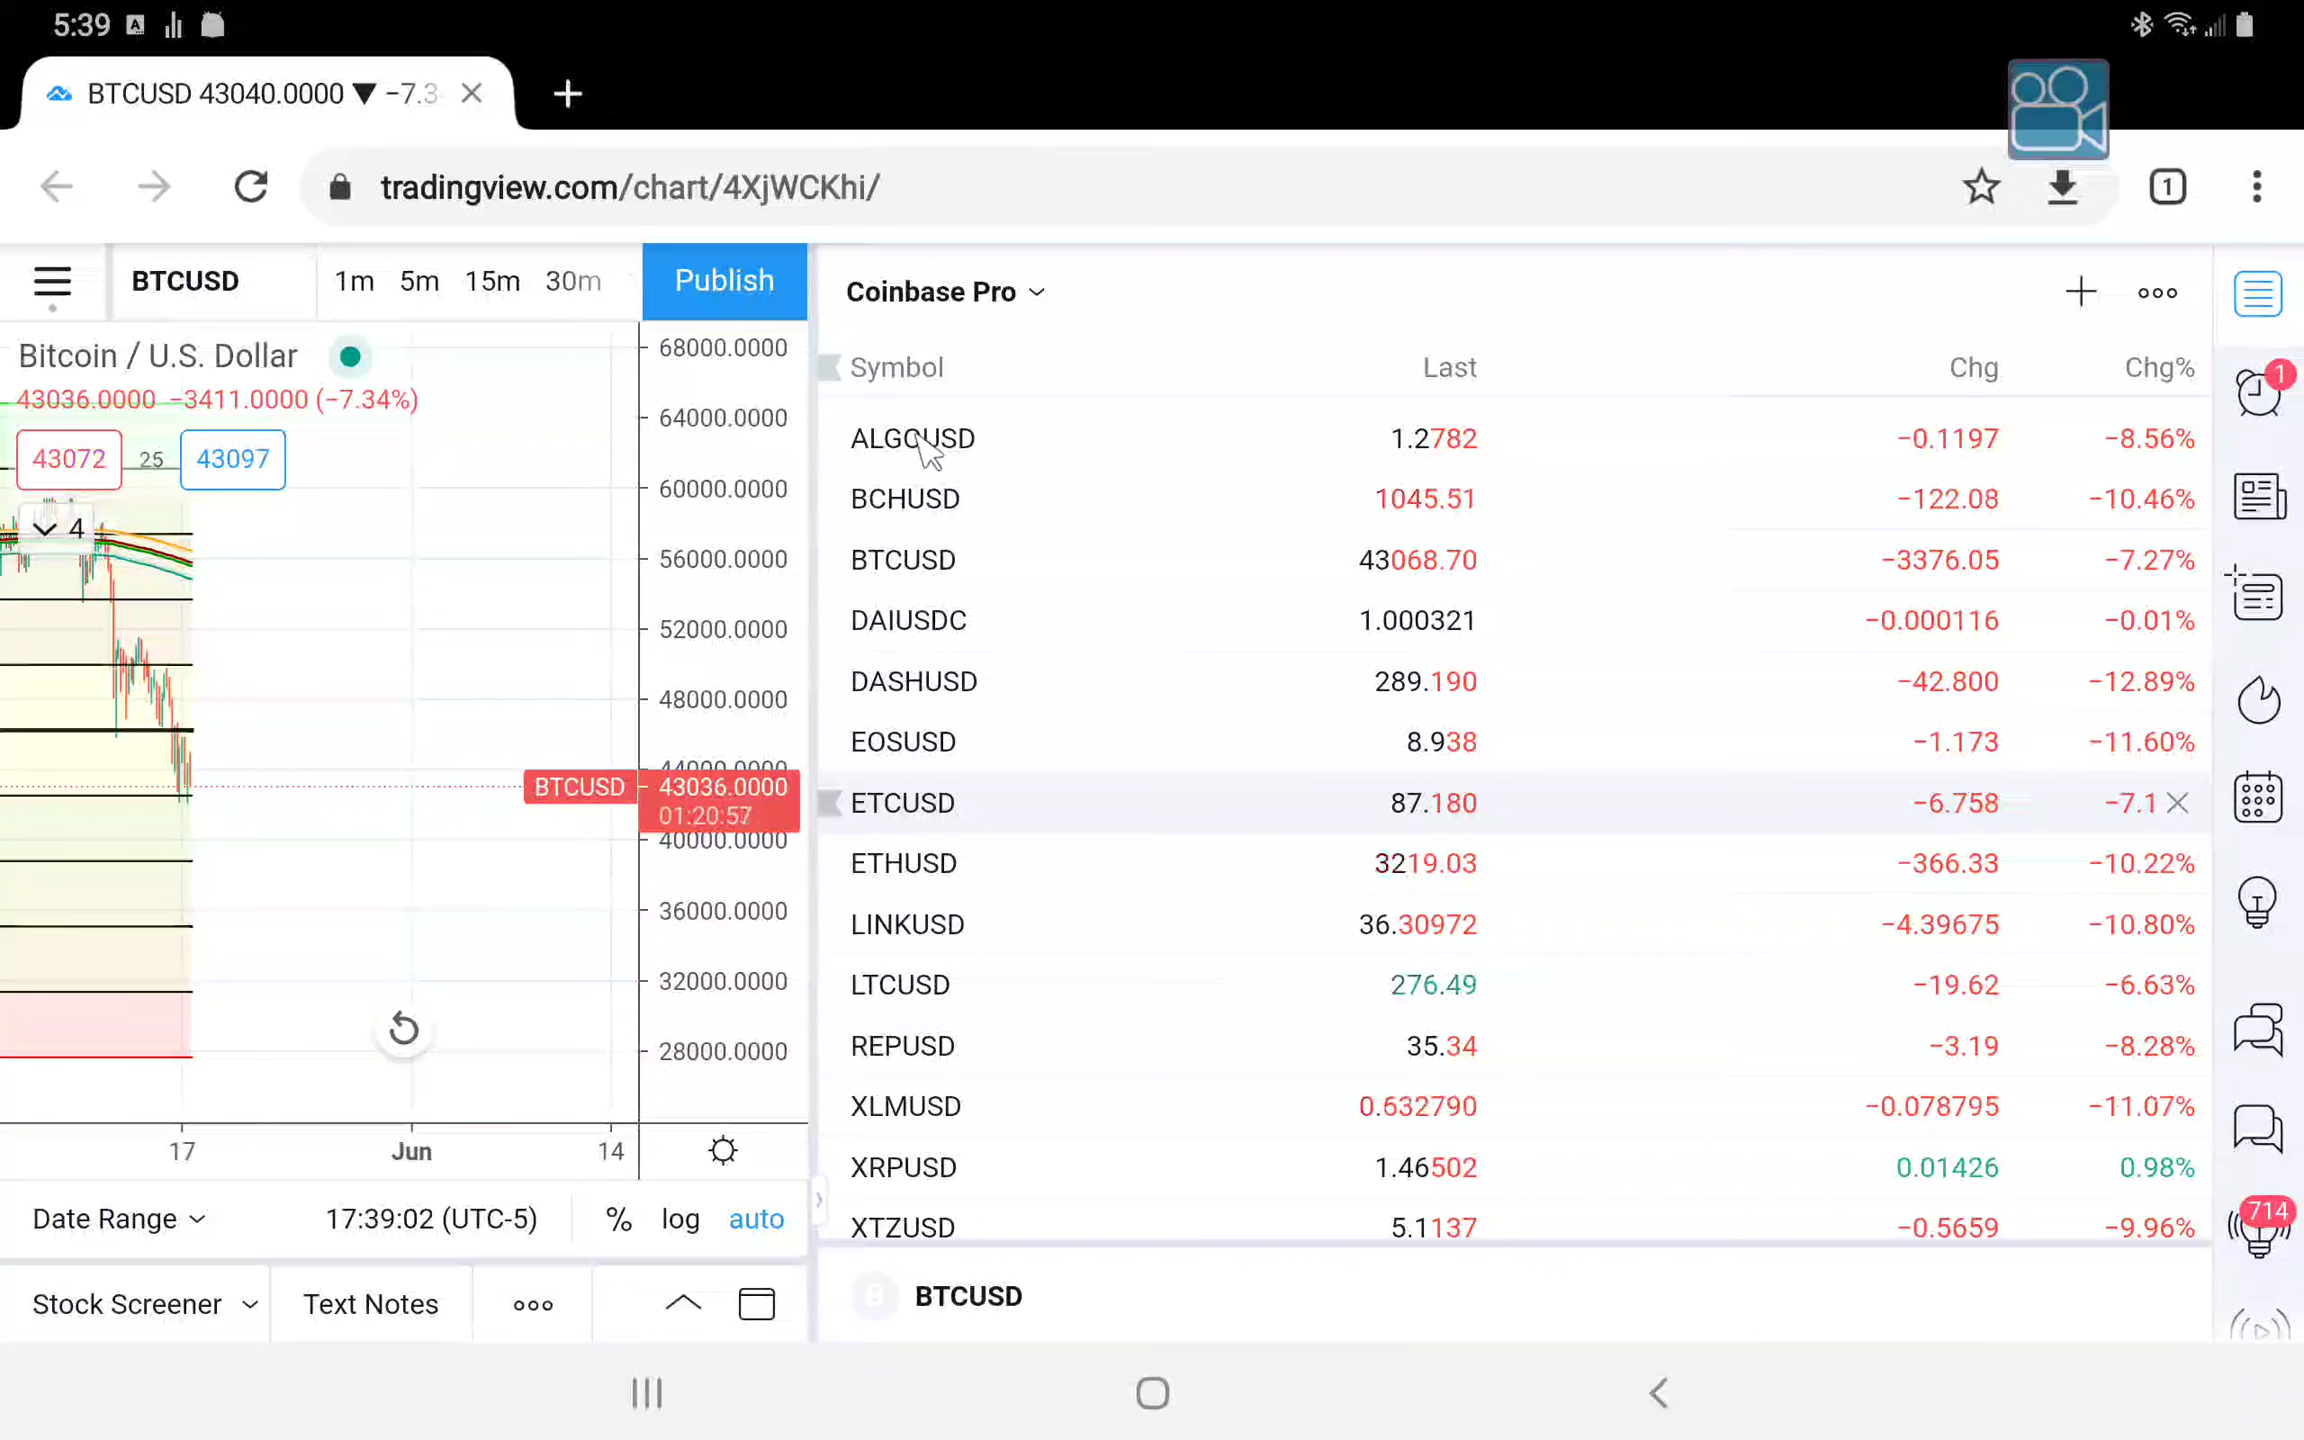 5:39
BTCUSD 43040.0000 ▼ −7.3
tradingview.com/chart/4XjWCKhi/
1
BTCUSD 1m 5m 15m 30m Publish
Bitcoin / U.S. Dollar
43036.0000 −3411.0000 (−7.34%)
43072 25 43097
4
68000.0000
64000.0000
60000.0000
56000.0000
52000.0000
48000.0000
44000.0000
BTCUSD 43036.0000
01:20:57
40000.0000
36000.0000
32000.0000
28000.0000
17 Jun 14
Date Range 17:39:02 (UTC-5) % log auto
Stock Screener Text Notes
Coinbase Pro
Symbol Last Chg Chg%
ALGOUSD 1.2782 −0.1197 −8.56%
BCHUSD 1045.51 −122.08 −10.46%
BTCUSD 43068.70 −3376.05 −7.27%
DAIUSDC 1.000321 −0.000116 −0.01%
DASHUSD 289.190 −42.800 −12.89%
EOSUSD 8.938 −1.173 −11.60%
ETCUSD 87.180 −6.758 −7.1
ETHUSD 3219.03 −366.33 −10.22%
LINKUSD 36.30972 −4.39675 −10.80%
LTCUSD 276.49 −19.62 −6.63%
REPUSD 35.34 −3.19 −8.28%
XLMUSD 0.632790 −0.078795 −11.07%
XRPUSD 1.46502 0.01426 0.98%
XTZUSD 5.1137 −0.5659 −9.96%
B BTCUSD
1
714